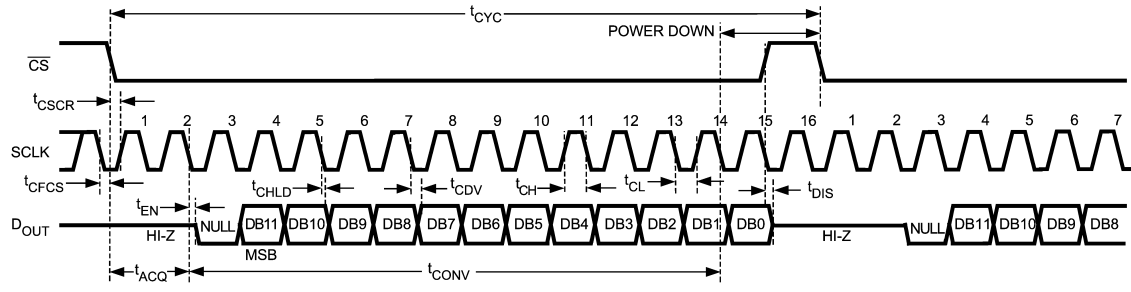 tCYC
POWER DOWN
CS
tCSCR
1 2 3 4 5 6 7 8 9 10 11 12 13 14 15 16 1 2 3 4 5 6 7
SCLK
tCFCS tCHLD tCDV tCH tCL tDIS
tEN
DOUT HI-Z NULL DB11 DB10 DB9 DB8 DB7 DB6 DB5 DB4 DB3 DB2 DB1 DB0 HI-Z NULL DB11 DB10 DB9 DB8
MSB
tACQ tCONV